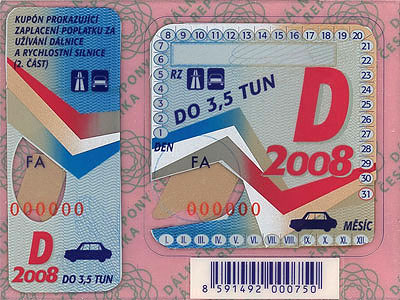 KUPÓN PROKAZUJÍCÍ
ZAPLACENÍ POPLATKU ZA
UŽÍVÁNÍ DÁLNICE
A RYCHLOSTNÍ SILNICE
(2. ČÁST)
FA
000000
D
2008 DO 3,5 TUN
8 9 10 11 12 13 14 15 16 17 18 19 20
7 21
6 22
5 23
4 24
3 25
2 26
1 27
28
29
30
31
RZ
DO 3,5 TUN
D
2008
DEN
FA
000000
MĚSÍC
I. II. III. IV. V. VI. VII. VIII. IX. X. XI. XII.
8 591492 000750